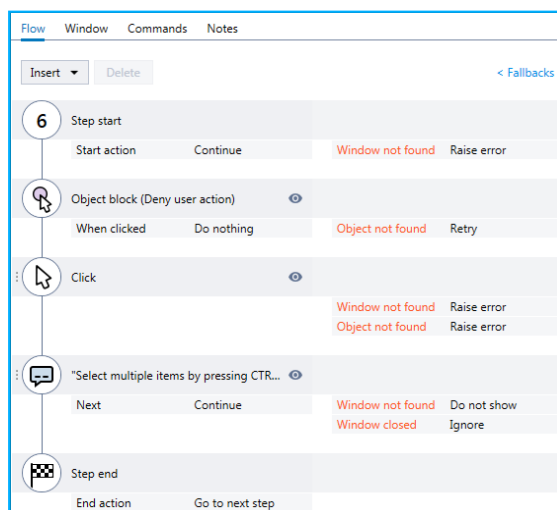 Flow Window Commands Notes
Insert Delete < Fallbacks
6 Step start
Start action Continue Window not found Raise error
Object block (Deny user action)
When clicked Do nothing Object not found Retry
Click
Window not found Raise error
Object not found Raise error
"Select multiple items by pressing CTR...
Next Continue Window not found Do not show
Window closed Ignore
Step end
End action Go to next step